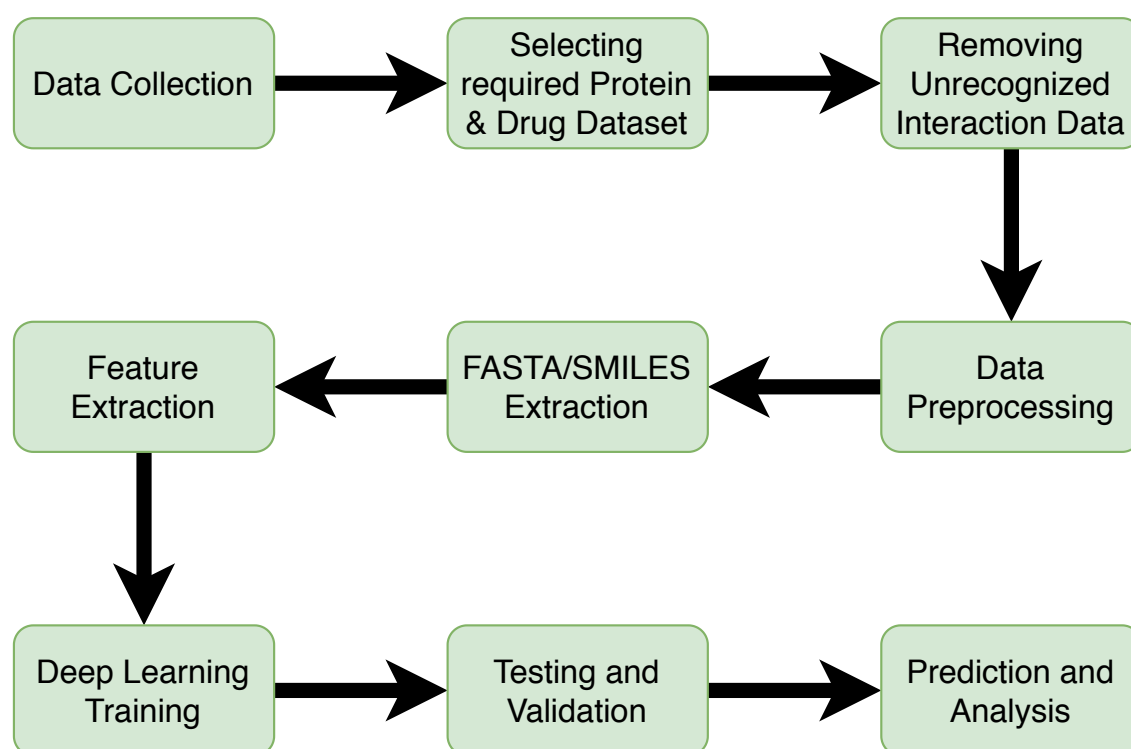 Data Collection
Selecting
required Protein
& Drug Dataset
Removing
Unrecognized
Interaction Data
Feature
Extraction
FASTA/SMILES
Extraction
Data
Preprocessing
Deep Learning
Training
Testing and
Validation
Prediction and
Analysis